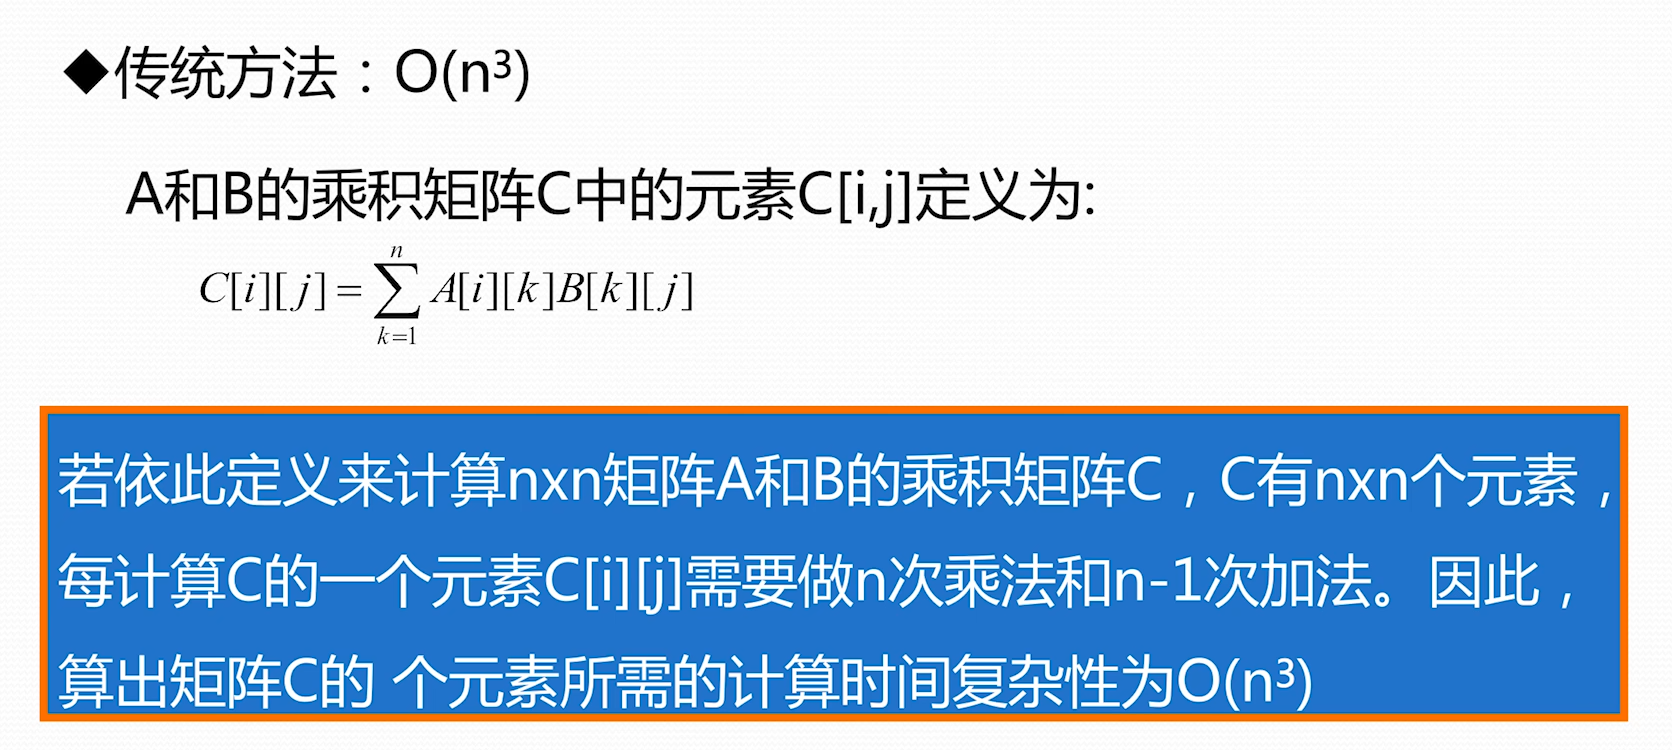 ◆传统方法：O(n³)
A和B的乘积矩阵C中的元素C[i,j]定义为:
n
C[i][j]=∑A[i][k]B[k][j]
k=1
若依此定义来计算nxn矩阵A和B的乘积矩阵C，C有nxn个元素，
每计算C的一个元素C[i][j]需要做n次乘法和n-1次加法。因此，
算出矩阵C的 个元素所需的计算时间复杂性为O(n³)